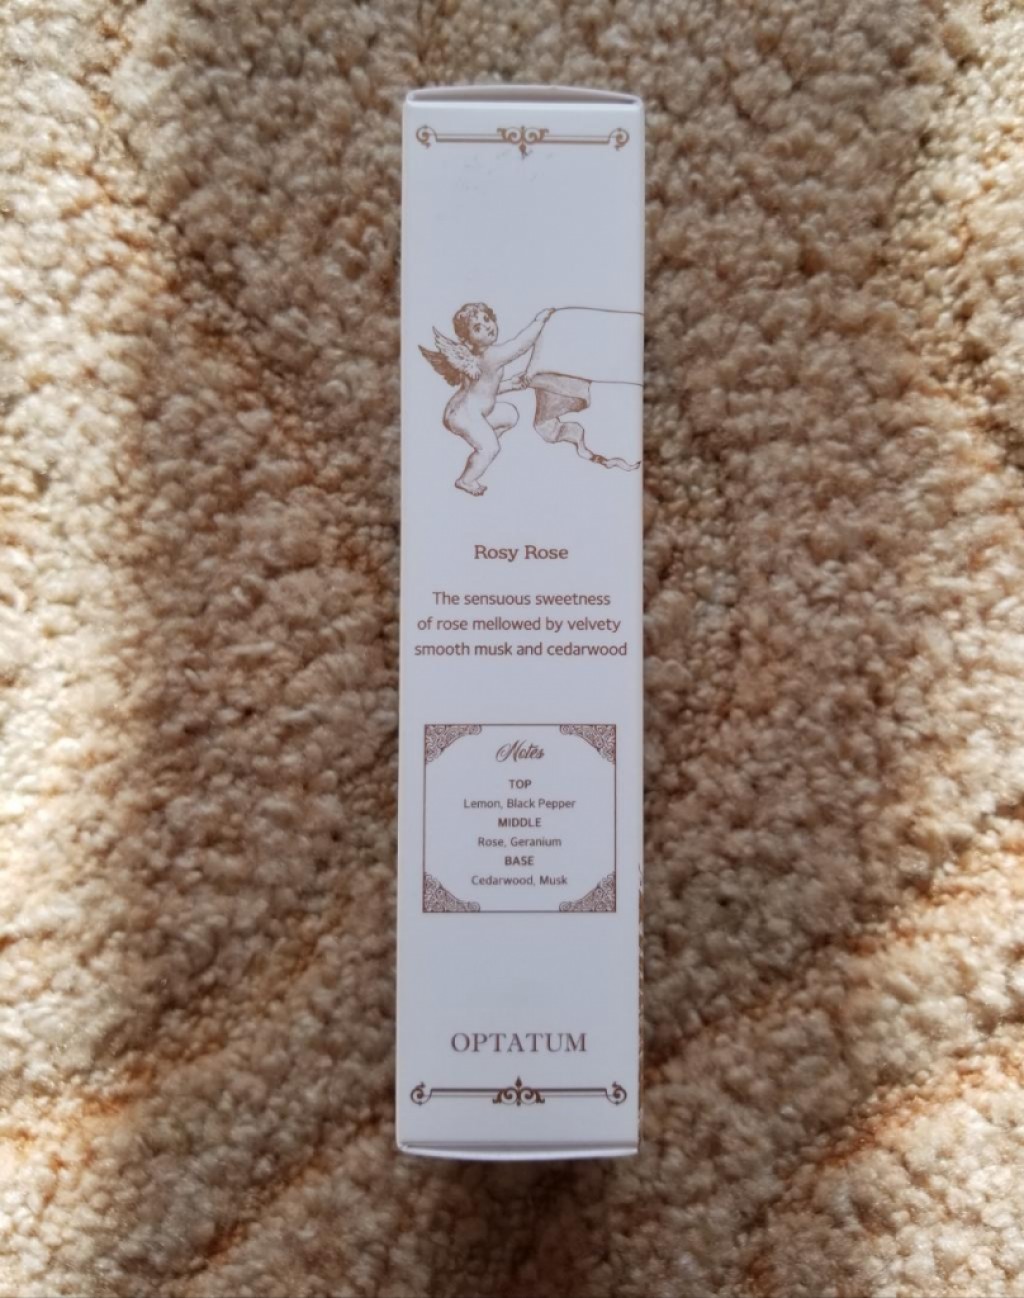 Rosy Rose
The sensuous sweetness
of rose mellowed by velvety
smooth musk and cedarwood
Notes
TOP
Lemon, Black Pepper
MIDDLE
Rose, Geranium
BASE
Cedarwood, Musk
OPTATUM